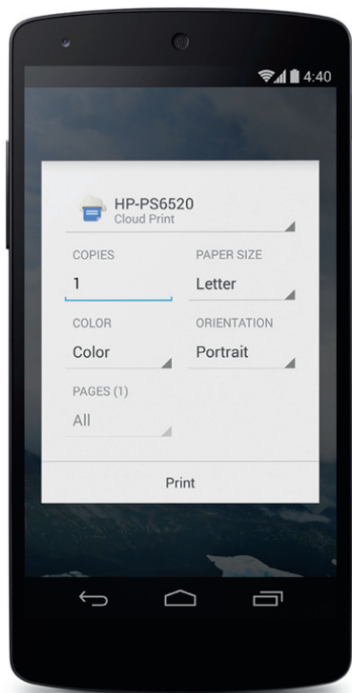 4:40
HP-PS6520
Cloud Print
COPIES PAPER SIZE
1 Letter
COLOR ORIENTATION
Color Portrait
PAGES (1)
All
Print